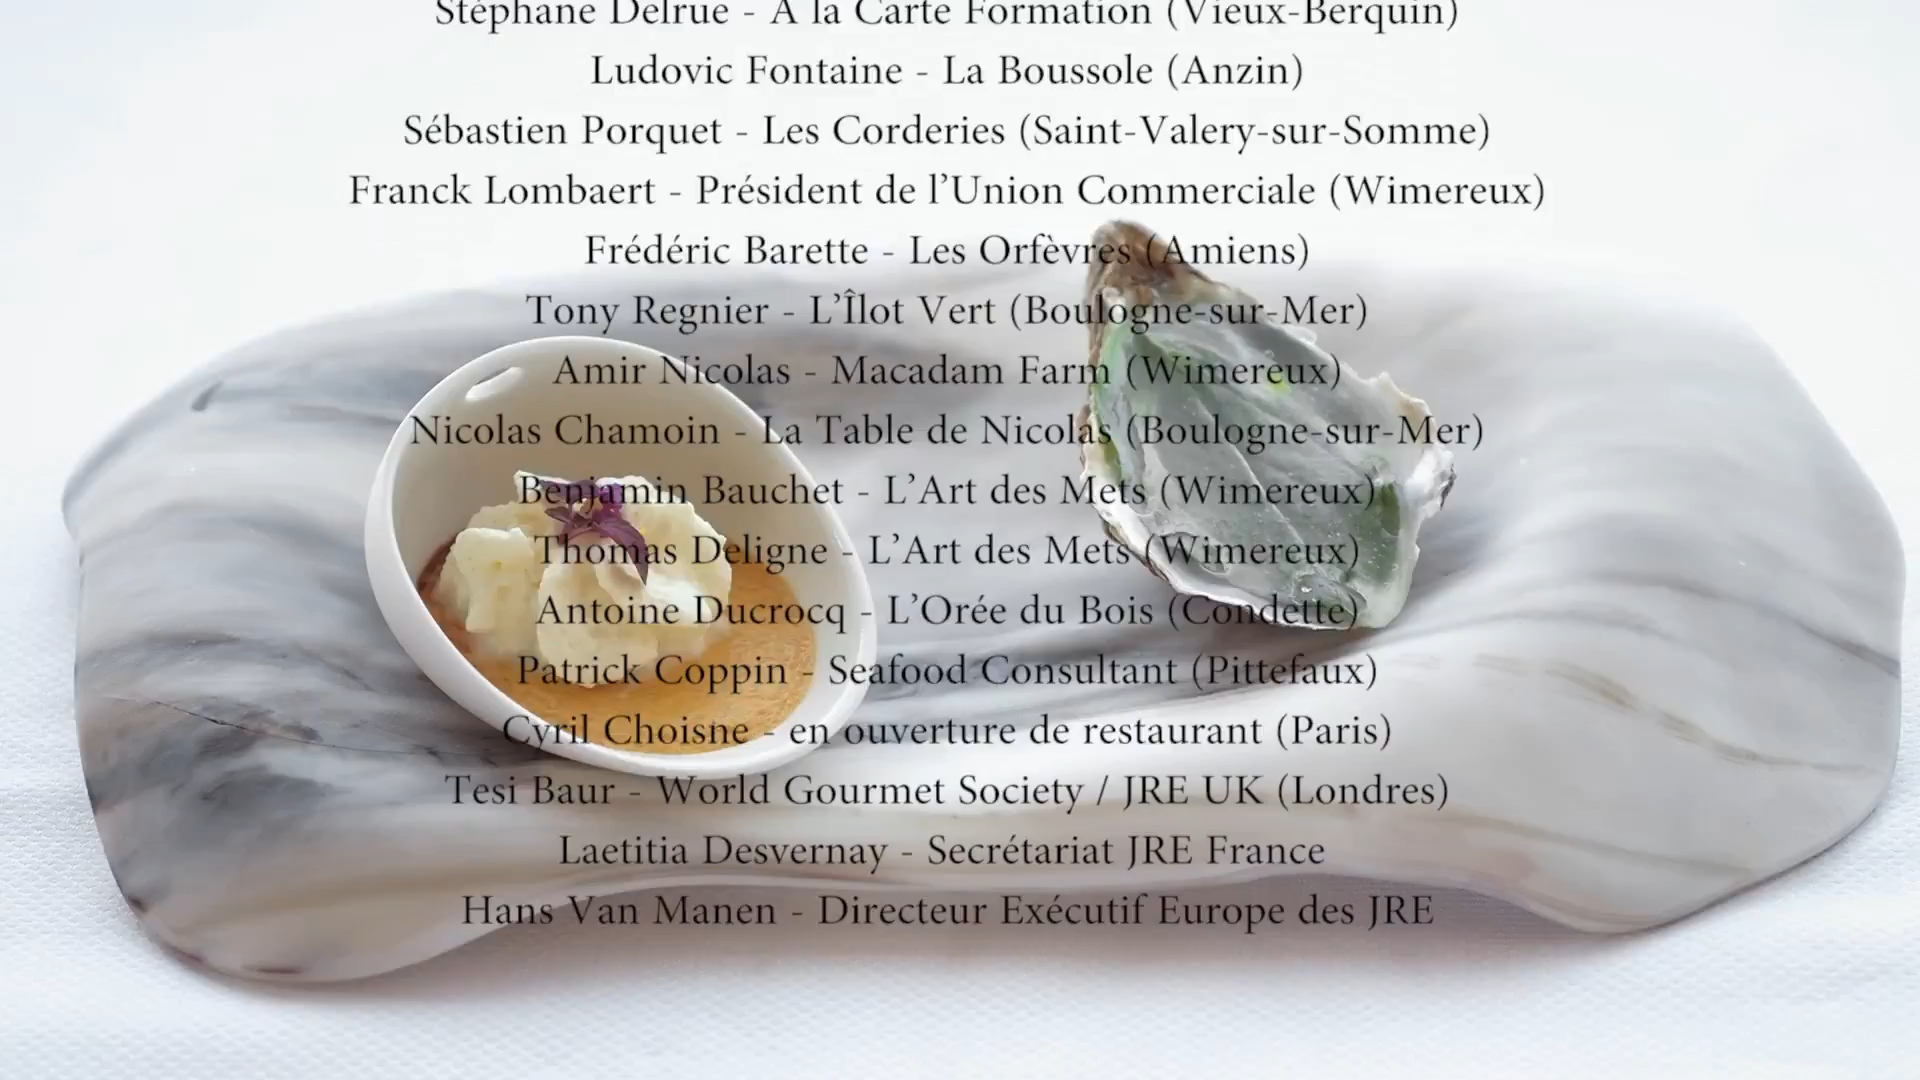 Stéphane Delrue - A la Carte Formation (Vieux-Berquin)
Ludovic Fontaine - La Boussole (Anzin)
Sébastien Porquet - Les Corderies (Saint-Valery-sur-Somme)
Franck Lombaert - Président de l’Union Commerciale (Wimereux)
Frédéric Barette - Les Orfèvres (Amiens)
Tony Regnier - L’Îlot Vert (Boulogne-sur-Mer)
Amir Nicolas - Macadam Farm (Wimereux)
Nicolas Chamoin - La Table de Nicolas (Boulogne-sur-Mer)
Benjamin Bauchet - L’Art des Mets (Wimereux)
Thomas Deligne - L’Art des Mets (Wimereux)
Antoine Ducrocq - L’Orée du Bois (Condette)
Patrick Coppin - Seafood Consultant (Pittefaux)
Cyril Choisne - en ouverture de restaurant (Paris)
Tesi Baur - World Gourmet Society / JRE UK (Londres)
Laetitia Desvernay - Secrétariat JRE France
Hans Van Manen - Directeur Exécutif Europe des JRE